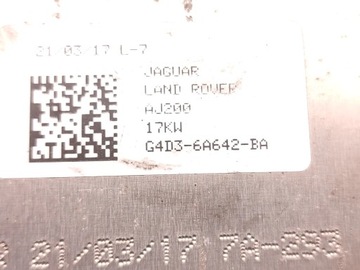 21/03/17 L-7
JAGUAR
LAND ROVER
AJ200
17KW
G4D3-6A642-BA
21/03/17 7A-293